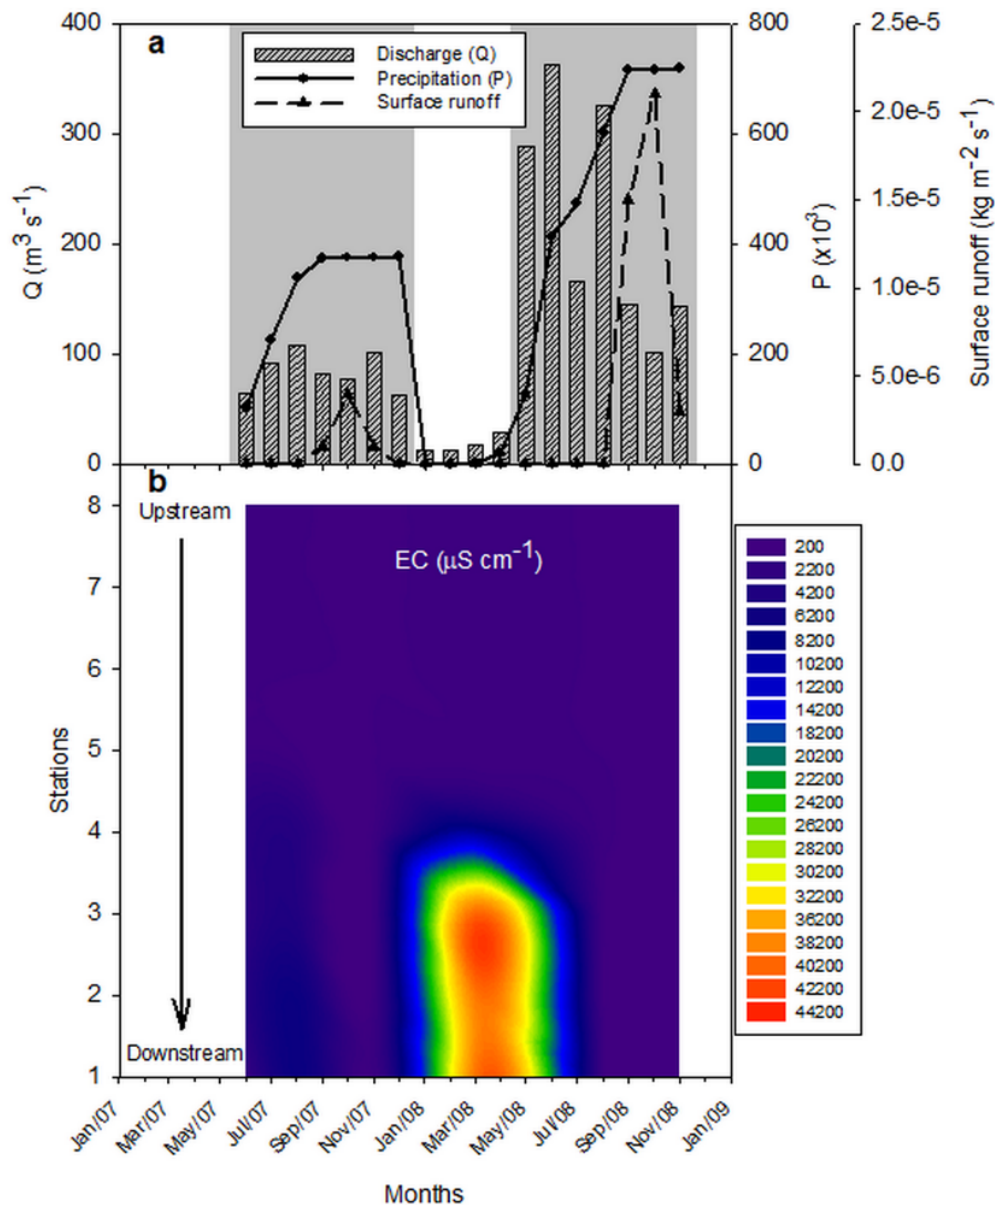 a
Discharge (Q)
Precipitation (P)
Surface runoff
400
300
200
100
0
Q (m³ s⁻¹)
800
600
400
200
0
P (x10³)
2.5e-5
2.0e-5
1.5e-5
1.0e-5
5.0e-6
0.0
Surface runoff (kg m⁻² s⁻¹)
b
Upstream
Downstream
EC (µS cm⁻¹)
8
7
6
5
4
3
2
1
Stations
200
2200
4200
6200
8200
10200
12200
14200
18200
20200
22200
24200
26200
28200
30200
32200
36200
38200
40200
42200
44200
Jan/07
Mar/07
May/07
Jul/07
Sep/07
Nov/07
Jan/08
Mar/08
May/08
Jul/08
Sep/08
Nov/08
Jan/09
Months